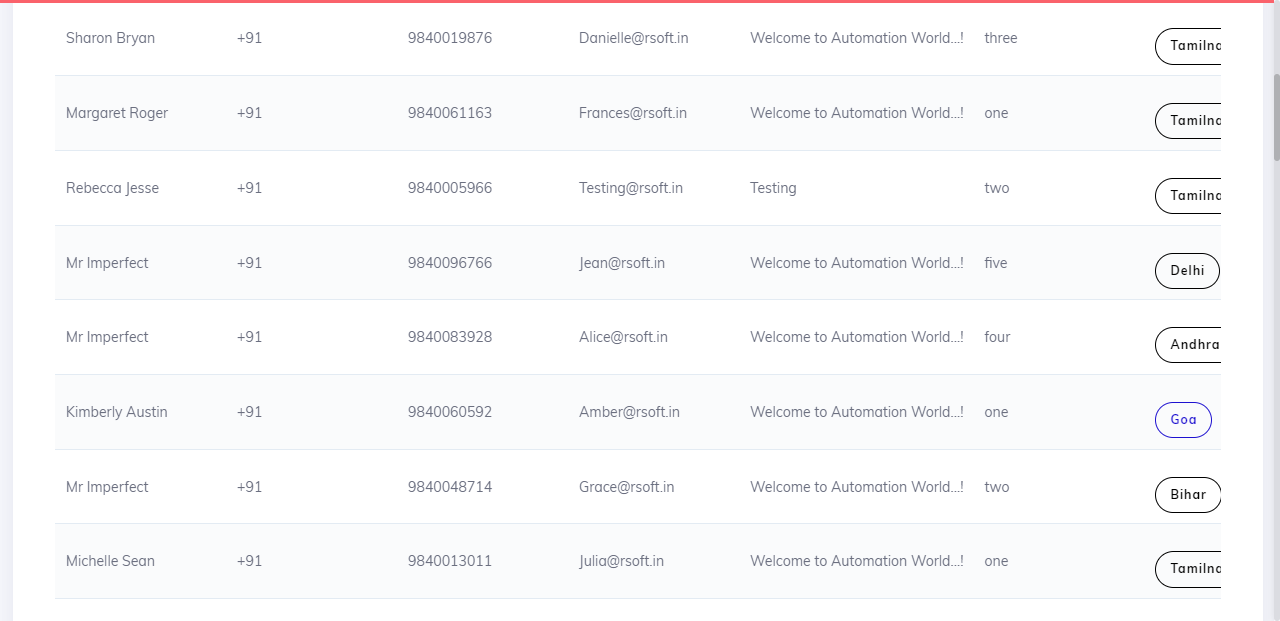 Sharon Bryan +91 9840019876 Danielle@rsoft.in Welcome to Automation World...! three Tamilna
Margaret Roger +91 9840061163 Frances@rsoft.in Welcome to Automation World...! one Tamilna
Rebecca Jesse +91 9840005966 Testing@rsoft.in Testing two Tamilna
Mr Imperfect +91 9840096766 Jean@rsoft.in Welcome to Automation World...! five Delhi
Mr Imperfect +91 9840083928 Alice@rsoft.in Welcome to Automation World...! four Andhra
Kimberly Austin +91 9840060592 Amber@rsoft.in Welcome to Automation World...! one Goa
Mr Imperfect +91 9840048714 Grace@rsoft.in Welcome to Automation World...! two Bihar
Michelle Sean +91 9840013011 Julia@rsoft.in Welcome to Automation World...! one Tamilna